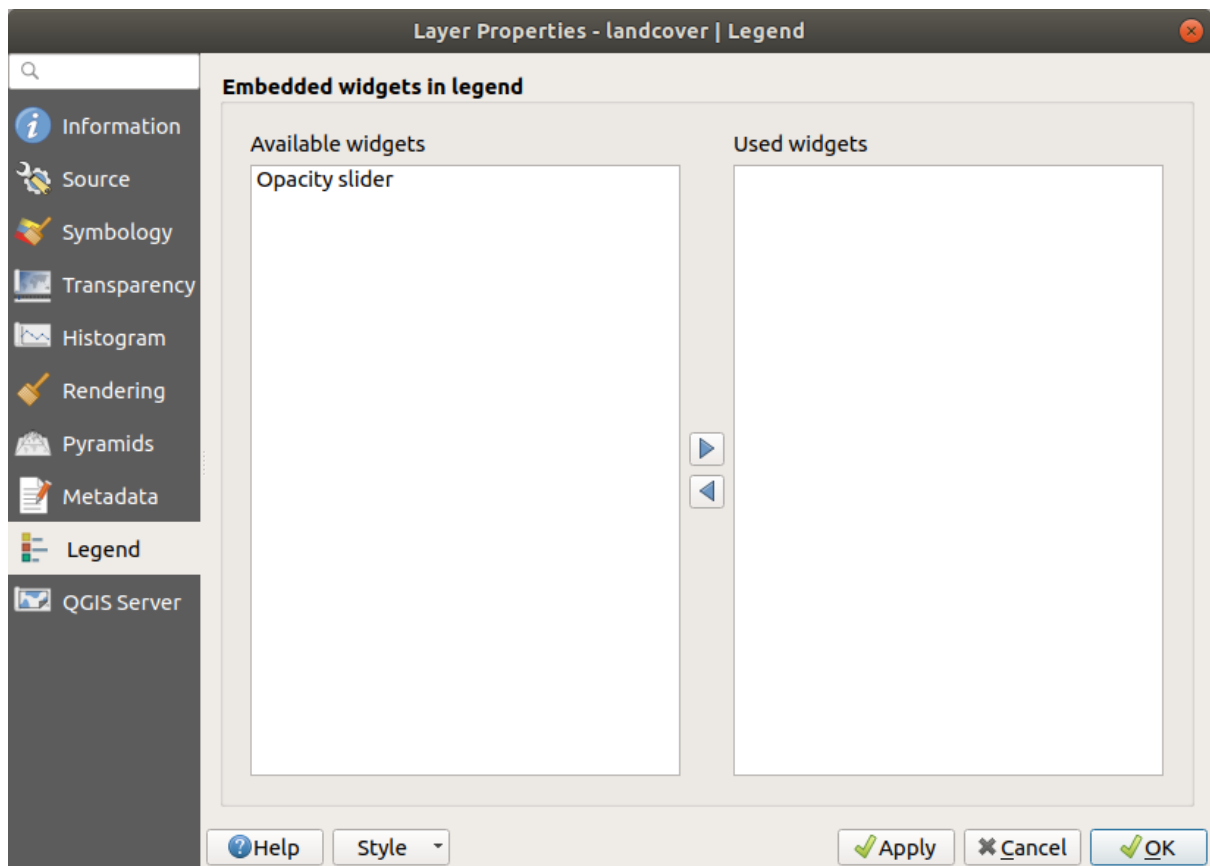 Layer Properties - landcover | Legend
Information
Source
Symbology
Transparency
Histogram
Rendering
Pyramids
Metadata
Legend
QGIS Server
Embedded widgets in legend
Available widgets
Opacity slider
Used widgets
Help Style Apply Cancel OK